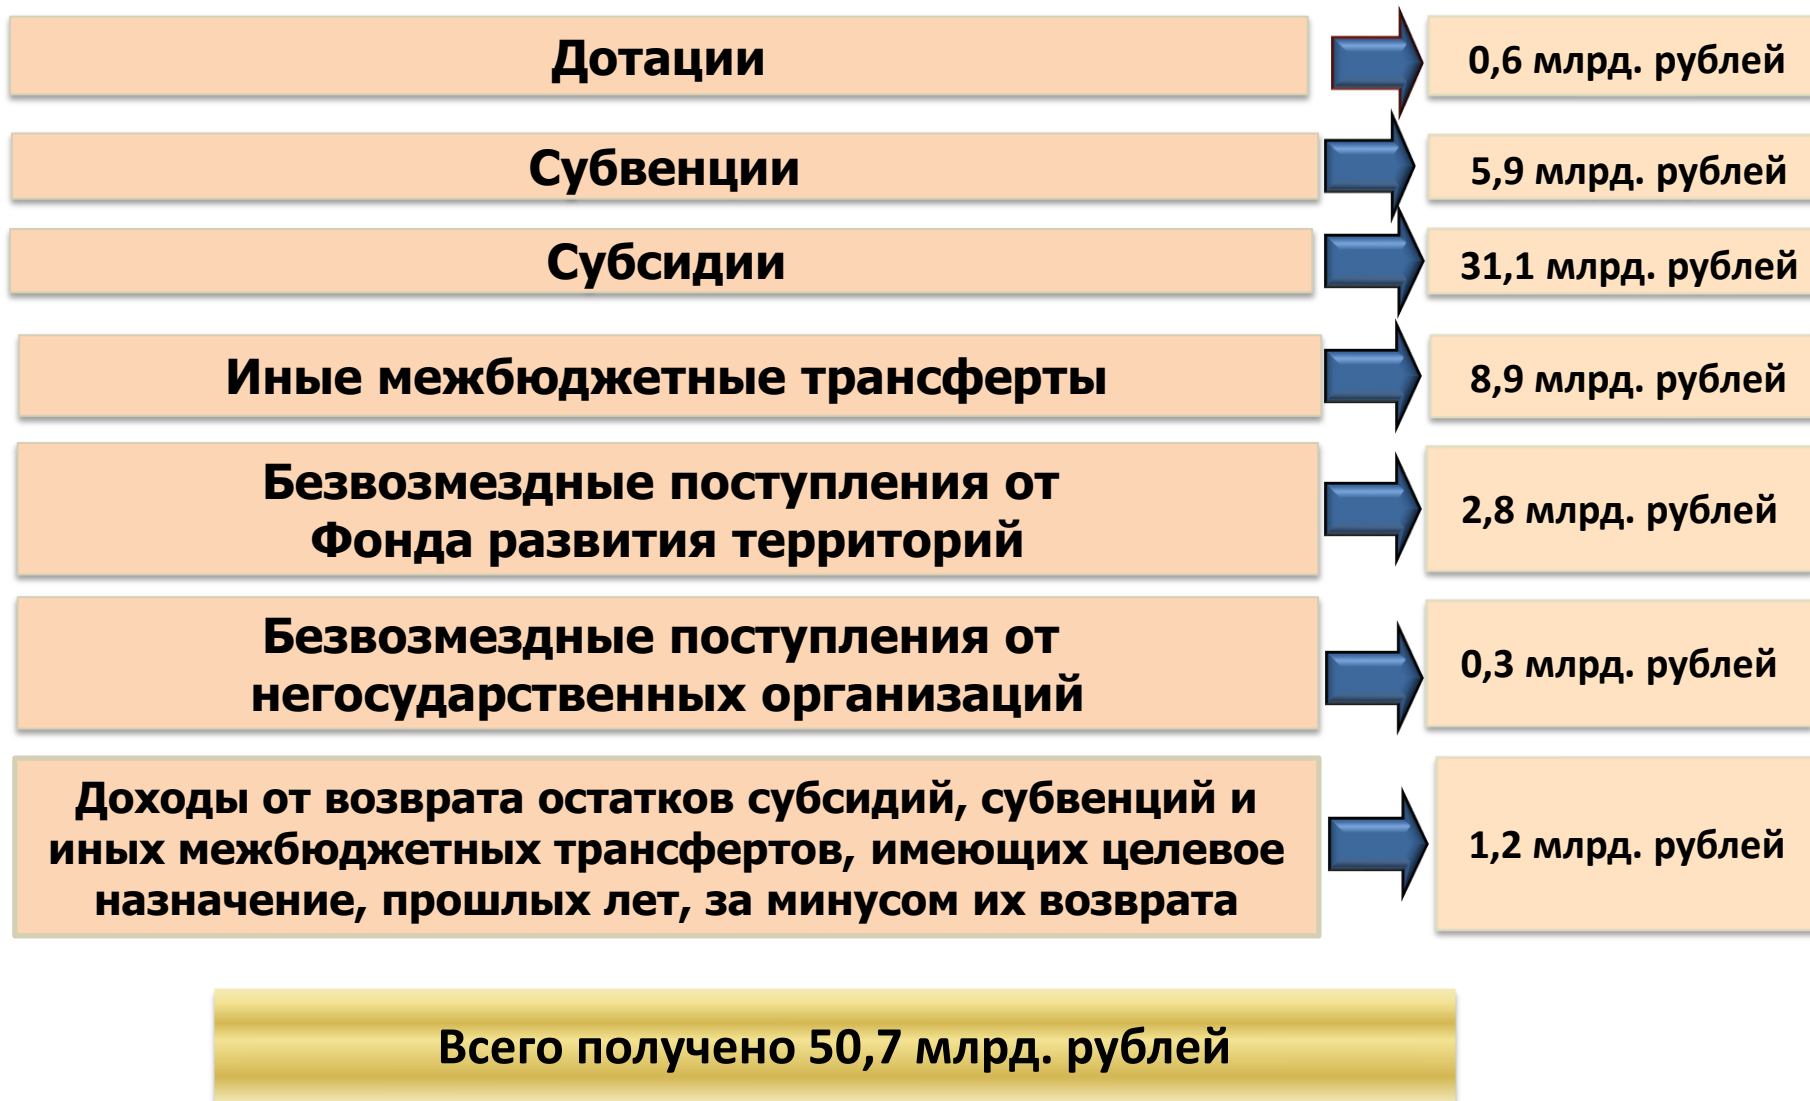 Дотации
0,6 млрд. рублей
Субвенции
5,9 млрд. рублей
Субсидии
31,1 млрд. рублей
Иные межбюджетные трансферты
8,9 млрд. рублей
Безвозмездные поступления от
Фонда развития территорий
2,8 млрд. рублей
Безвозмездные поступления от
негосударственных организаций
0,3 млрд. рублей
Доходы от возврата остатков субсидий, субвенций и
иных межбюджетных трансфертов, имеющих целевое
назначение, прошлых лет, за минусом их возврата
1,2 млрд. рублей
Всего получено 50,7 млрд. рублей